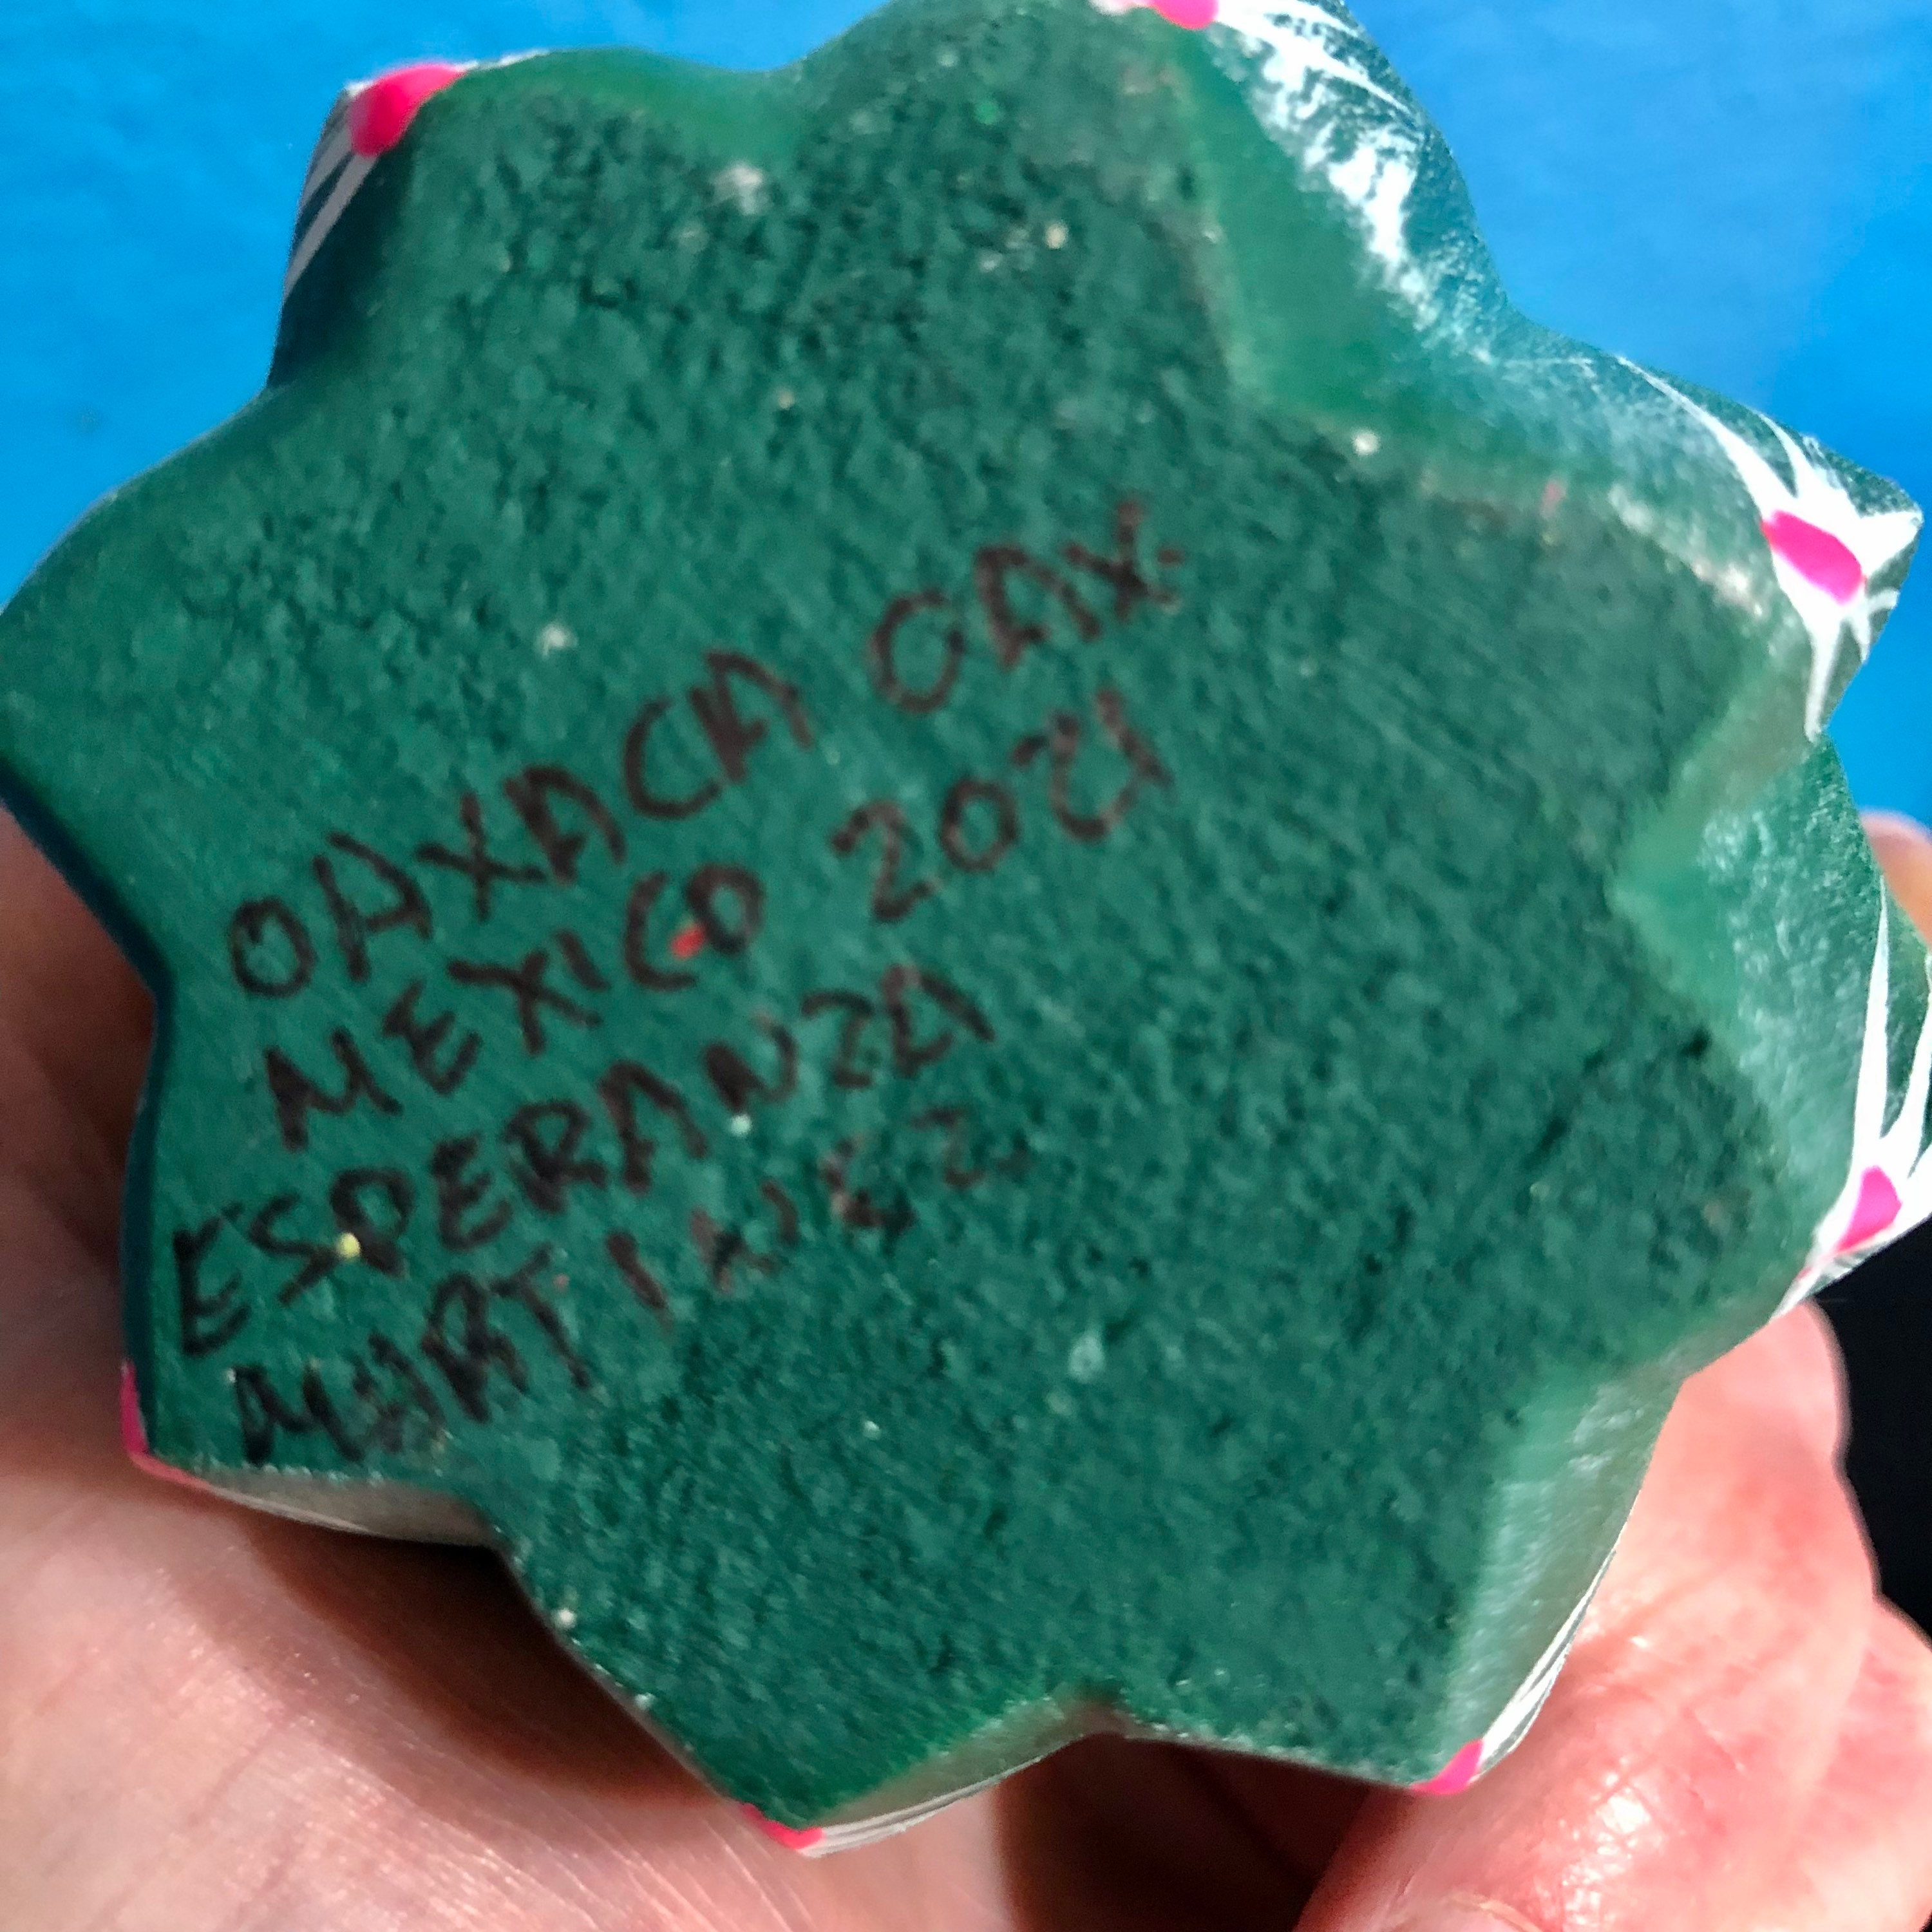 OAXACA OAX.
MEXICO 2021
ESPERANZA
MARTINEZ